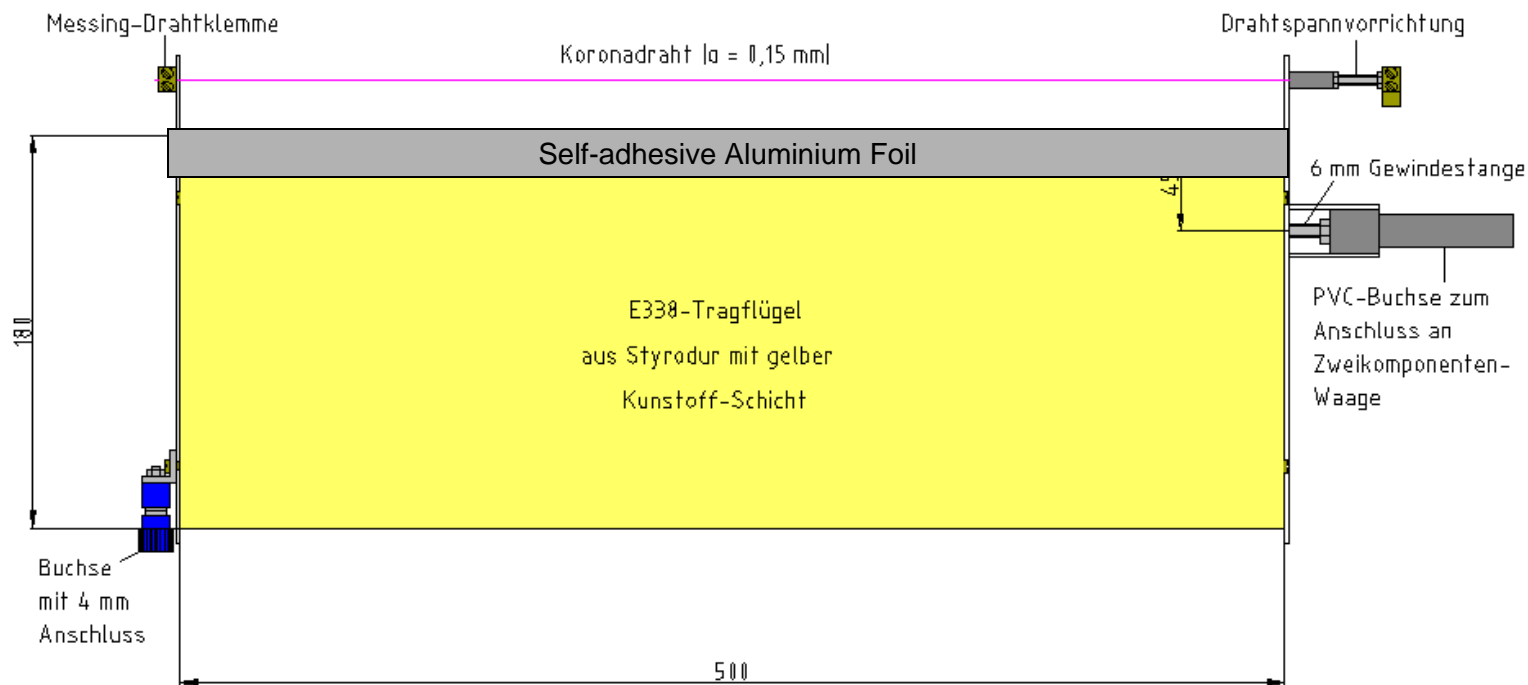 Messing-Drahtklemme
Drahtspannvorrichtung
Koronadraht |a = 0,15 mm|
Self-adhesive Aluminium Foil
6 mm Gewindestange
180
E338-Tragflügel
aus Styrodur mit gelber
Kunstoff-Schicht
PVC-Buchse zum
Anschluss an
Zweikomponenten-
Waage
Buchse
mit 4 mm
Anschluss
500